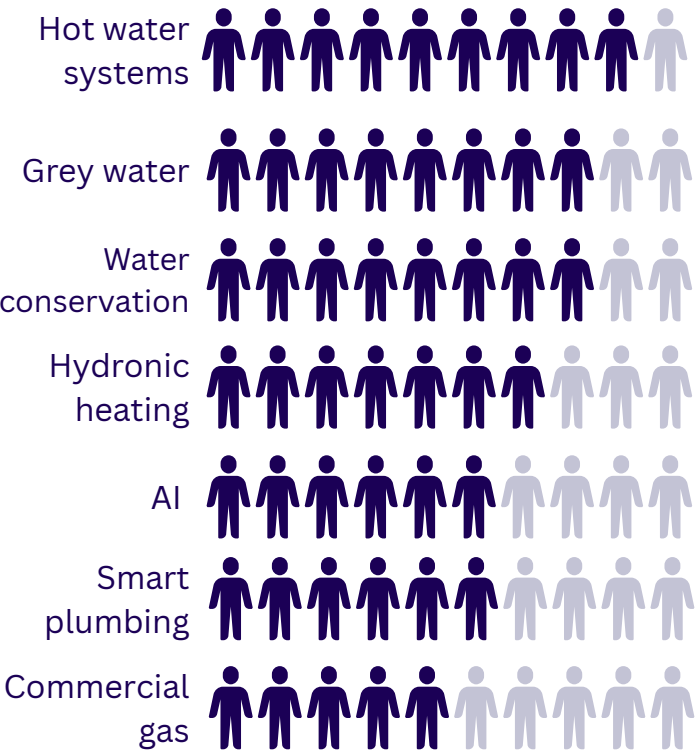 Hot water
systems
Grey water
Water
conservation
Hydronic
heating
AI
Smart
plumbing
Commercial
gas